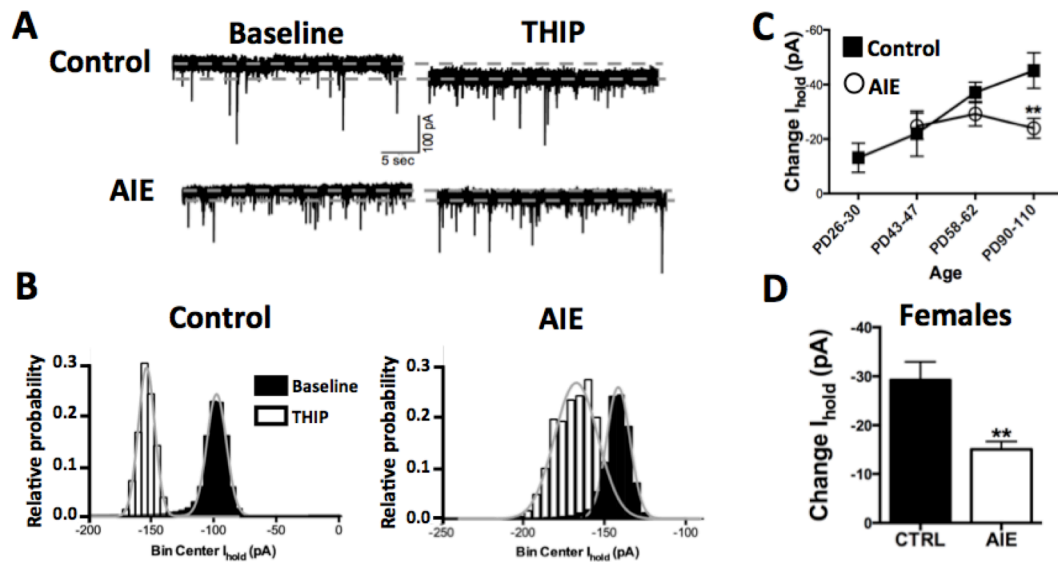 A
Baseline
THIP
Control
5 sec
100 pA
AIE
B
Control
AIE
Relative probability
0.3
0.2
0.1
0.0
-200
-150
-100
-50
0
Bin Center Ihold (pA)
Baseline
THIP
Relative probability
0.3
0.2
0.1
0.0
-250
-200
-150
-100
Bin Center Ihold (pA)
C
Change Ihold (pA)
-60
-40
-20
0
Control
AIE
**
PD26-30
PD43-47
PD58-62
PD90-110
Age
D
Females
Change Ihold (pA)
-40
-30
-20
-10
0
**
CTRL
AIE